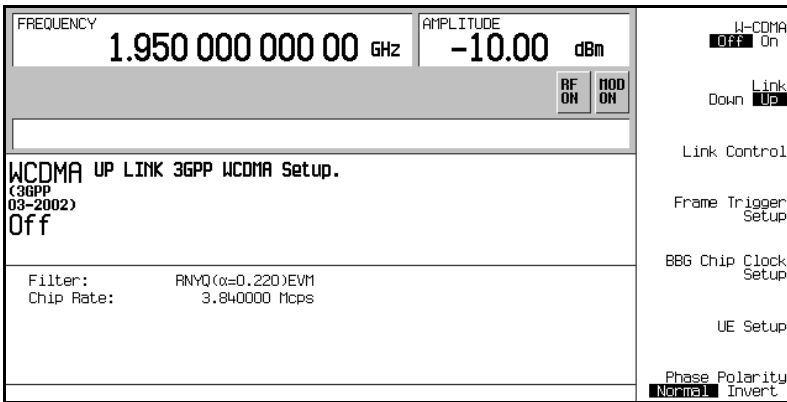 FREQUENCY
1.950 000 000 00 GHz
AMPLITUDE
-10.00 dBm
RF ON
MOD ON
WCDMA UP LINK 3GPP WCDMA Setup.
(3GPP
03-2002)
Off
Filter: RNYQ(α=0.220)EVM
Chip Rate: 3.840000 Mcps
W-CDMA
Off On
Link
Down Up
Link Control
Frame Trigger
Setup
BBG Chip Clock
Setup
UE Setup
Phase Polarity
Normal Invert